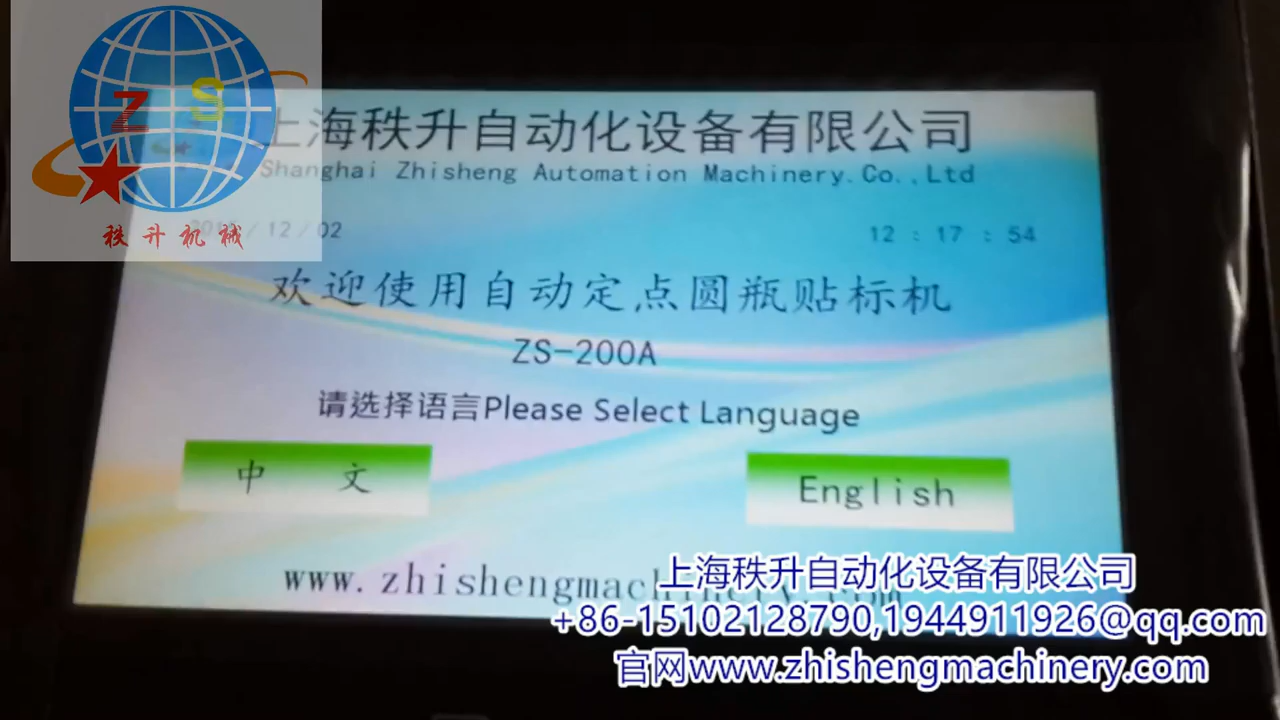 Z S
秩升机械
上海秩升自动化设备有限公司
Shanghai Zhisheng Automation Machinery.Co.,Ltd
/12/02
12 : 17 : 54
欢迎使用自动定点圆瓶贴标机
ZS-200A
请选择语言Please Select Language
中 文
English
www.zhishengmachinery.com
上海秩升自动化设备有限公司
+86-15102128790,1944911926@qq.com
官网www.zhishengmachinery.com